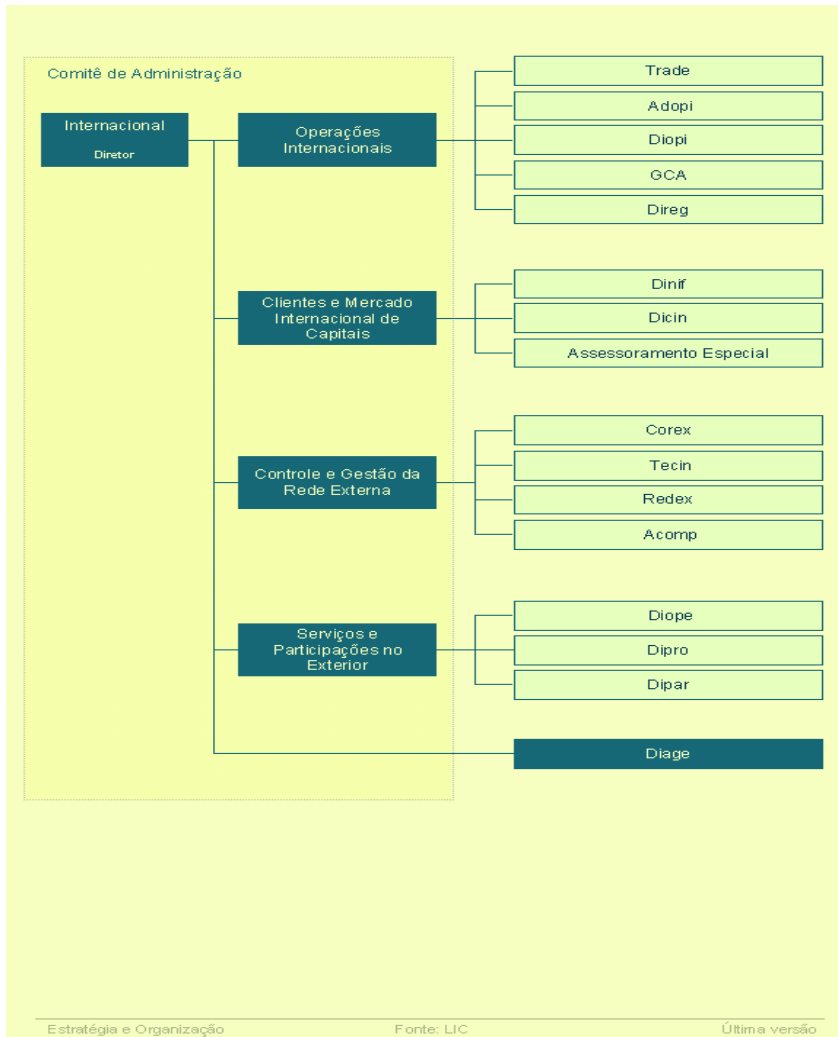 Comitê de Administração
Internacional
Diretor
Operações
Internacionais
Trade
Adopi
Diopi
GCA
Direg
Clientes e Mercado
Internacional de
Capitais
Dinif
Dicin
Assessoramento Especial
Controle e Gestão da
Rede Externa
Corex
Tecin
Redex
Acomp
Serviços e
Participações no
Exterior
Diope
Dipro
Dipar
Diage
Estratégia e Organização
Fonte: LIC
Última versão